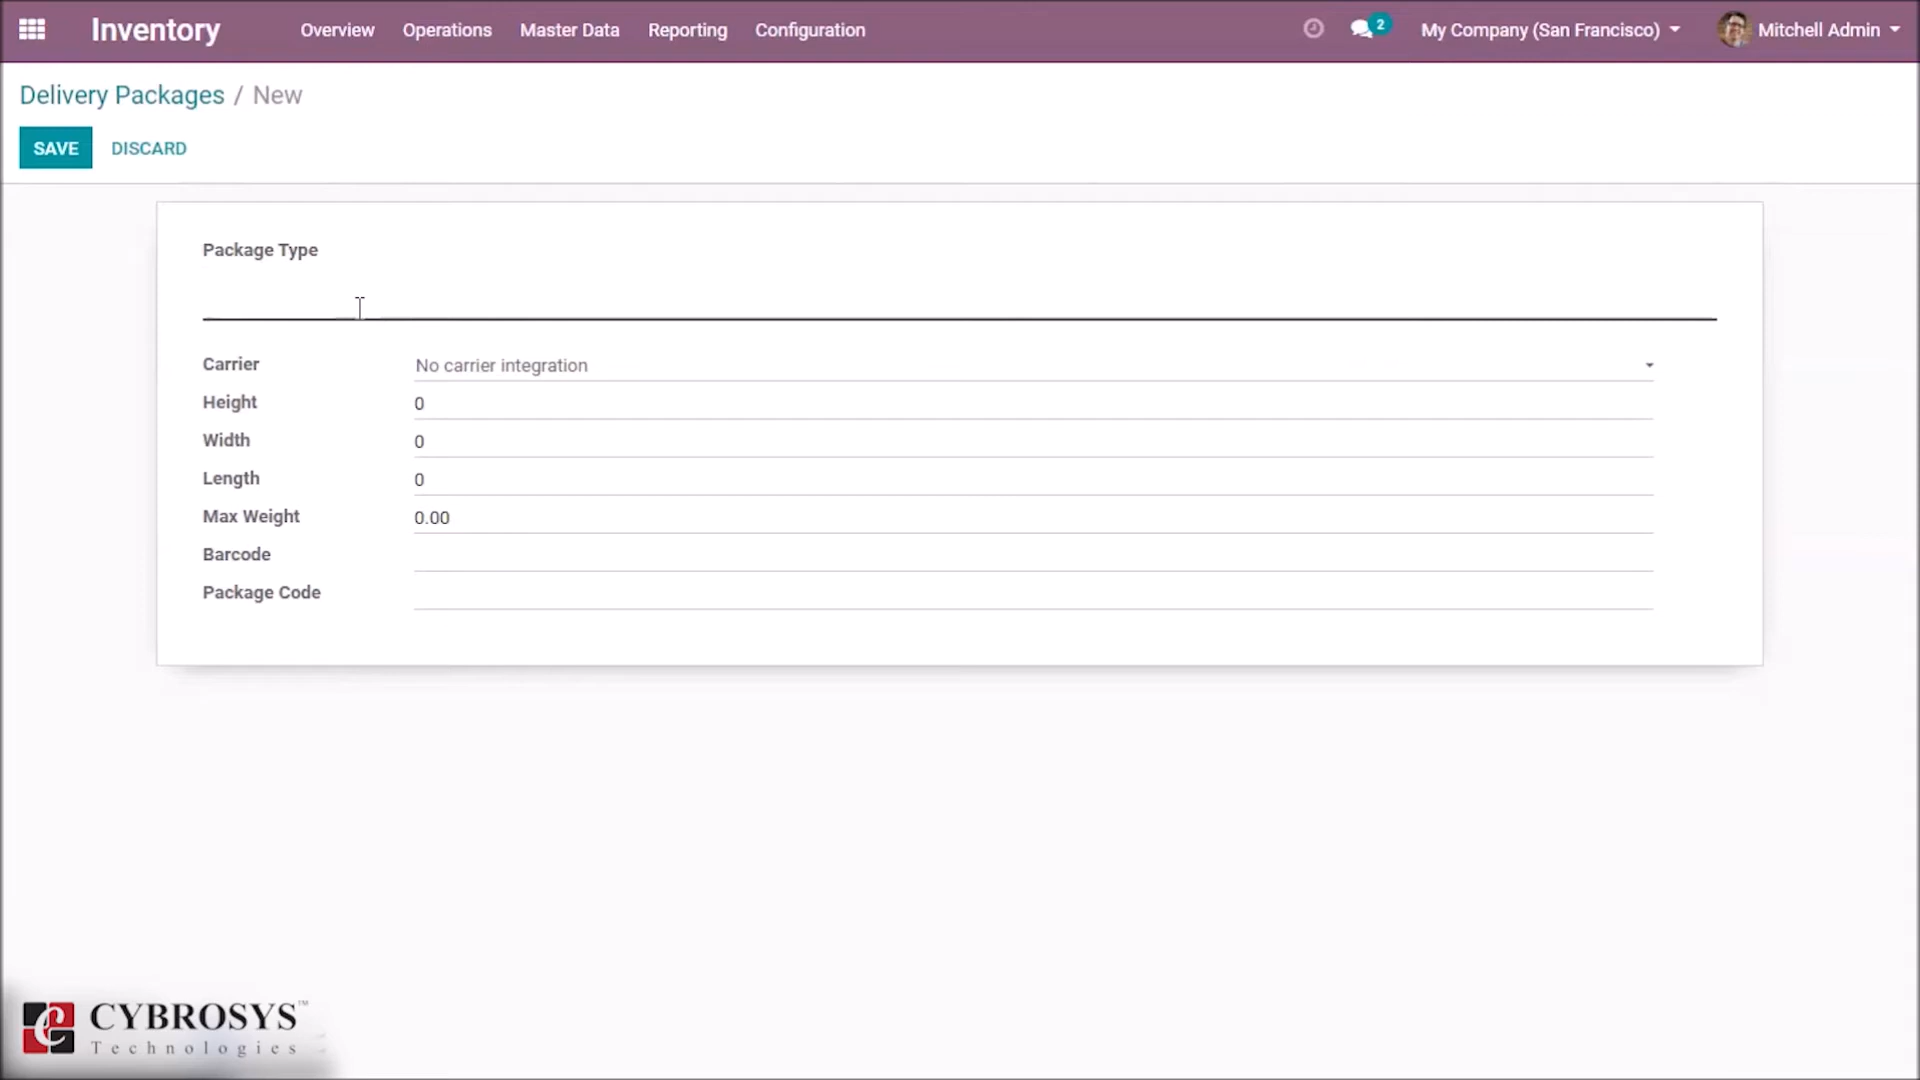 Inventory Overview Operations Master Data Reporting Configuration 2 My Company (San Francisco) Mitchell Admin
Delivery Packages / New
SAVE DISCARD
Package Type
Carrier No carrier integration
Height 0
Width 0
Length 0
Max Weight 0.00
Barcode
Package Code
CYBROSYS™
Technologies